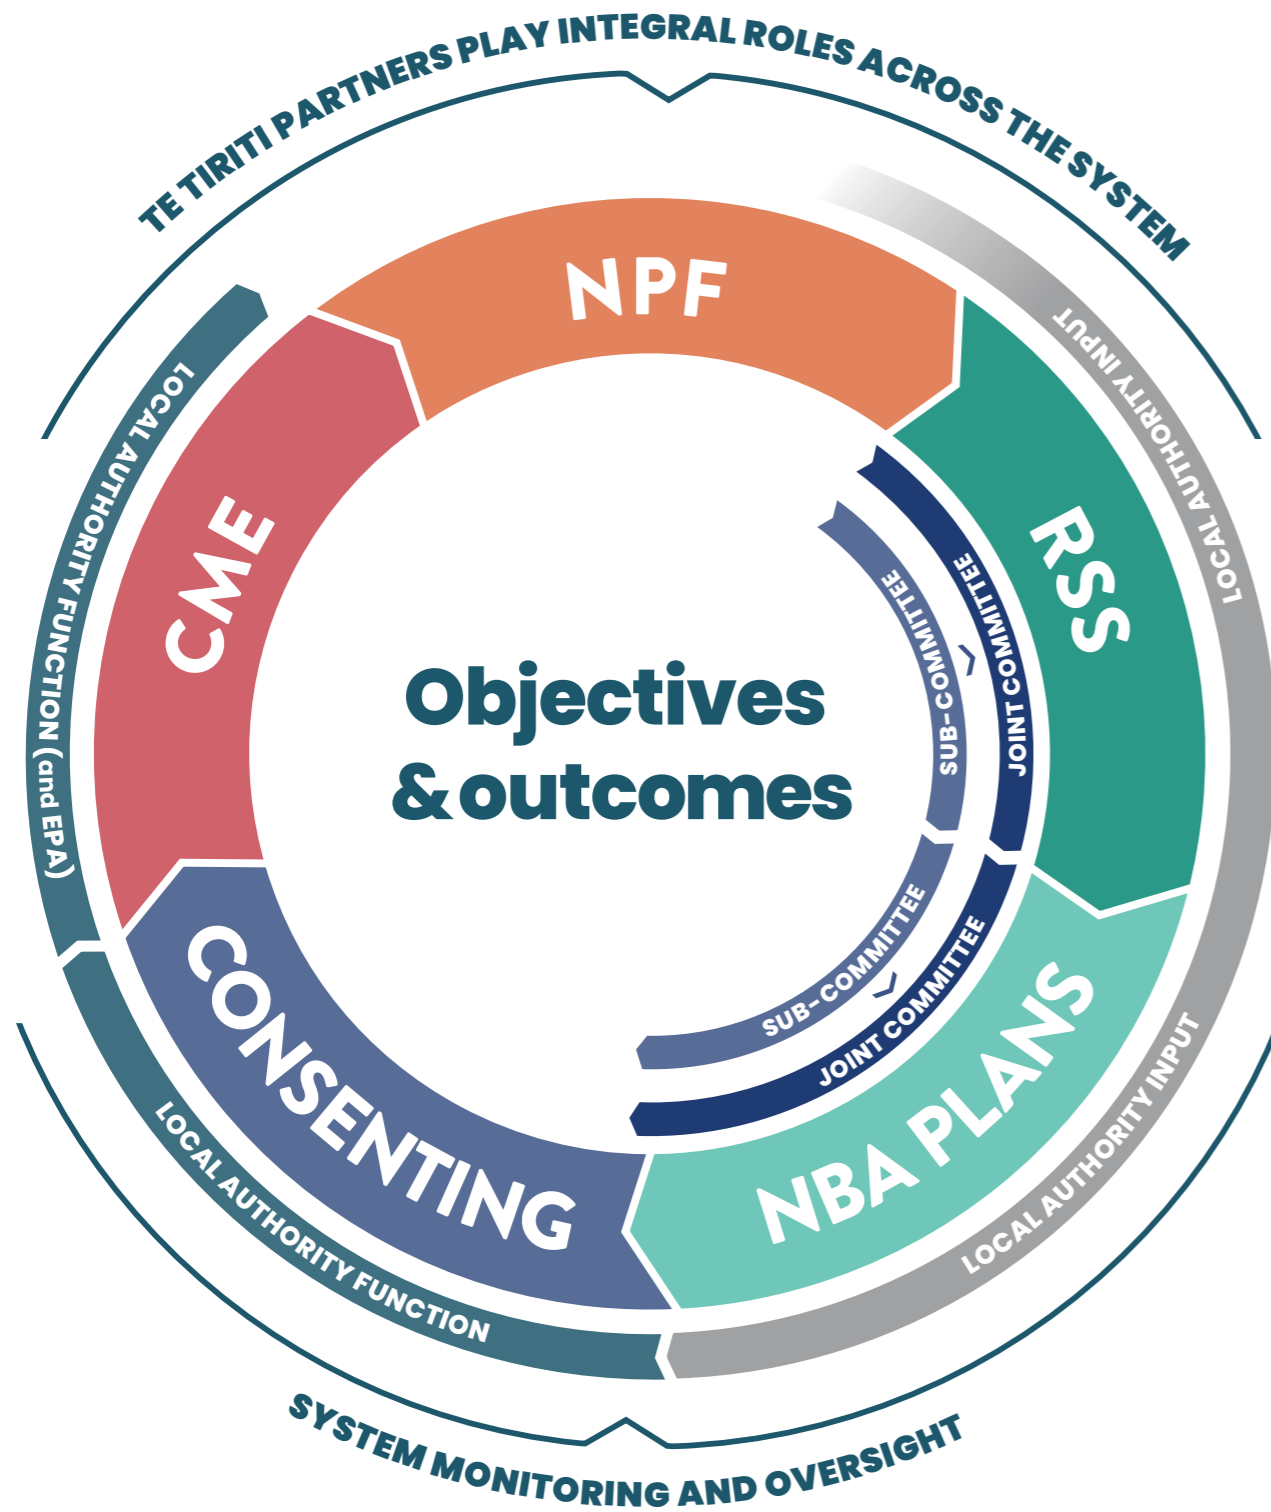 TE TIRITI PARTNERS PLAY INTEGRAL ROLES ACROSS THE SYSTEM
NPF
LOCAL AUTHORITY INPUT
RSS
JOINT COMMITTEE
SUB-COMMITTEE
LOCAL AUTHORITY FUNCTION (and EPA)
CME
Objectives
& outcomes
SUB-COMMITTEE
JOINT COMMITTEE
NBA PLANS
LOCAL AUTHORITY INPUT
CONSENTING
LOCAL AUTHORITY FUNCTION
SYSTEM MONITORING AND OVERSIGHT